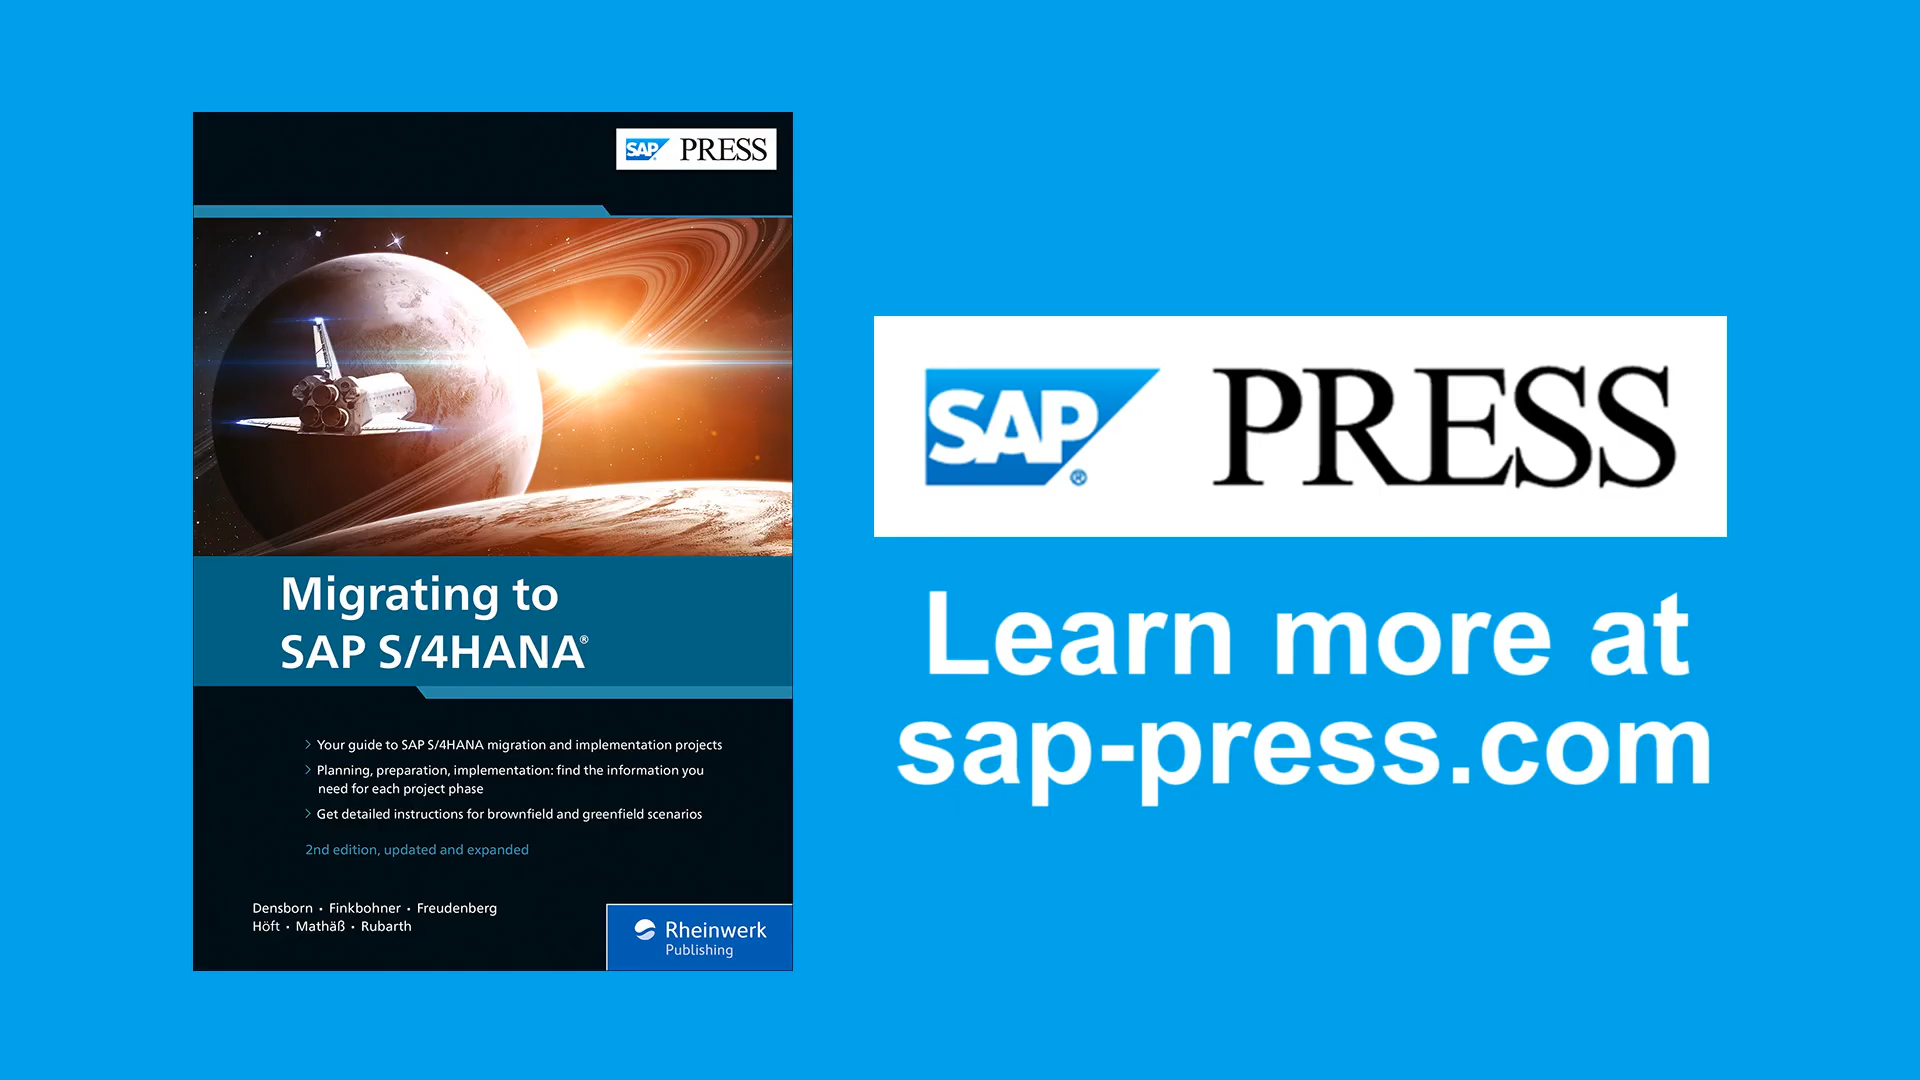 SAP PRESS
Migrating to
SAP S/4HANA®
> Your guide to SAP S/4HANA migration and implementation projects
> Planning, preparation, implementation: find the information you
need for each project phase
> Get detailed instructions for brownfield and greenfield scenarios
2nd edition, updated and expanded
Densborn • Finkbohner • Freudenberg
Höft • Mathäß • Rubarth
Rheinwerk
Publishing
SAP® PRESS
Learn more at
sap-press.com